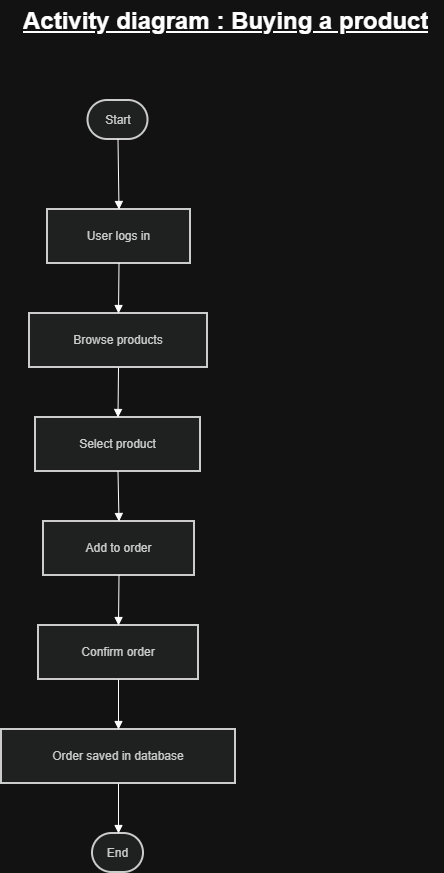 Activity diagram : Buying a product
Start
User logs in
Browse products
Select product
Add to order
Confirm order
Order saved in database
End